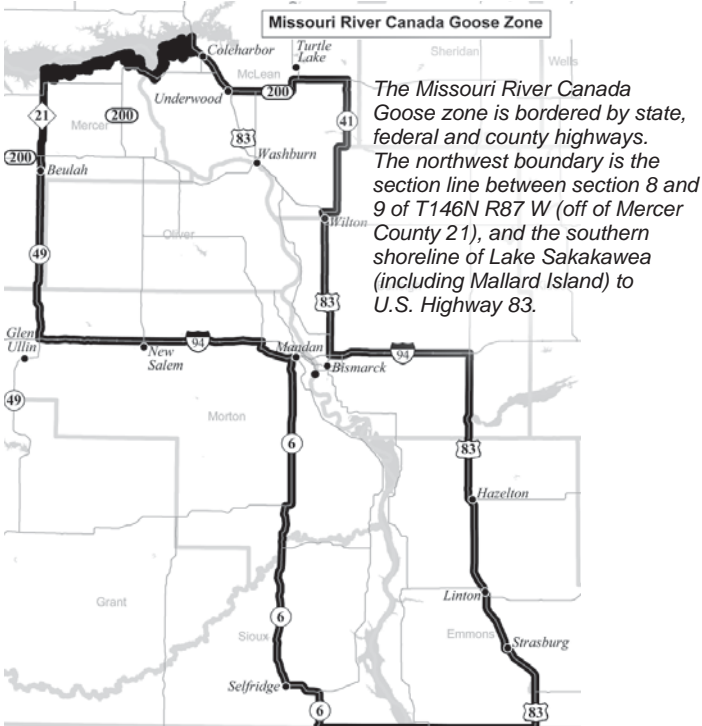 Missouri River Canada Goose Zone
Coleharbor
Turtle
Lake
Sheridan
Wells
McLean
Underwood
200
21
Mercer
200
83
41
The Missouri River Canada
Goose zone is bordered by state,
federal and county highways.
The northwest boundary is the
section line between section 8 and
9 of T146N R87 W (off of Mercer
County 21), and the southern
shoreline of Lake Sakakawea
(including Mallard Island) to
U.S. Highway 83.
200
Beulah
Washburn
Oliver
Wilton
49
83
Glen
Ullin
New
Salem
94
Mandan
Bismarck
94
49
Morton
6
83
Hazelton
Grant
Linton
6
Sioux
Emmons
Strasburg
Selfridge
6
83